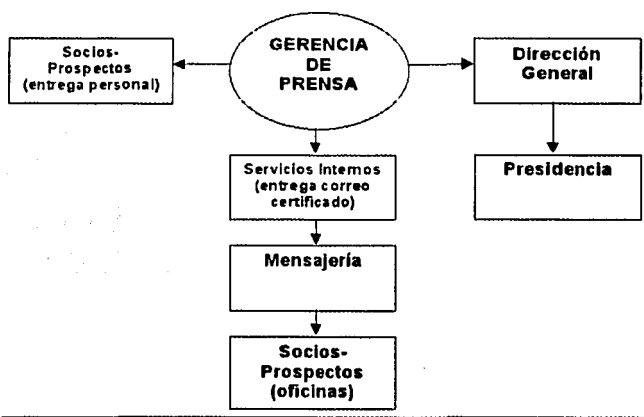 Socios-
Prospectos
(entrega personal)
GERENCIA
DE
PRENSA
Dirección
General
Servicios Internos
(entrega correo
certificado)
Presidencia
Mensajería
Socios-
Prospectos
(oficinas)